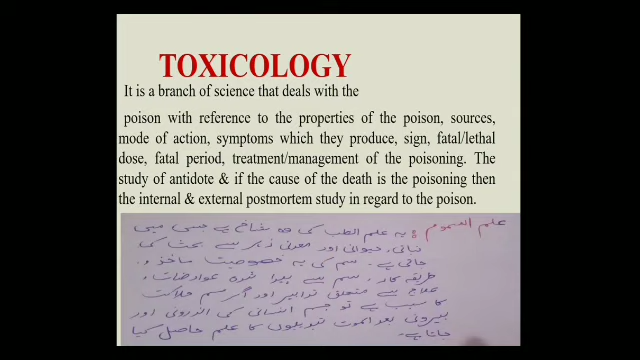 TOXICOLOGY
It is a branch of science that deals with the
poison with reference to the properties of the poison, sources,
mode of action, symptoms which they produce, sign, fatal/lethal
dose, fatal period, treatment/management of the poisoning. The
study of antidote & if the cause of the death is the poisoning then
the internal & external postmortem study in regard to the poison.
علم السموم: یہ علم الطب کی وہ شاخ ہے جس میں
نباتی، حیوانی اور معدنی زہر سے بحث کی
جاتی ہے۔ سم کی یہ خصوصیت ماخذ و
طریقہ کار، سم سے پیدا شدہ عوارضات و
علاج سے متعلق تدابیر اور اگر سم ہلاکت
کا سبب ہے تو جسم انسانی کی اندرونی اور
بیرونی بعد الموت تبدیلیوں کا علم حاصل کیا
جاتا ہے۔